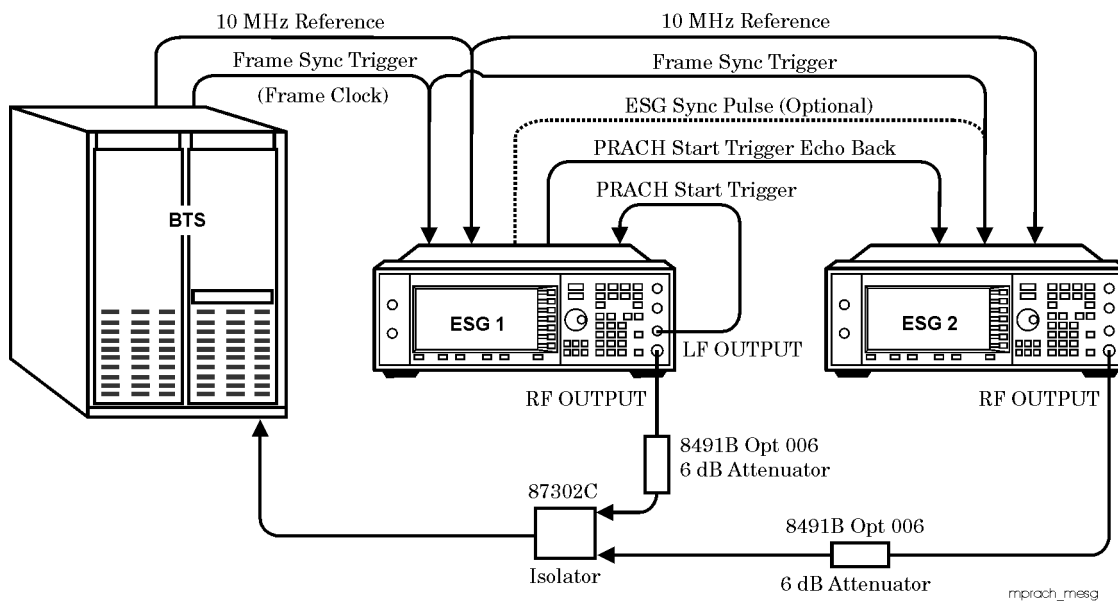 10 MHz Reference
10 MHz Reference
Frame Sync Trigger
(Frame Clock)
Frame Sync Trigger
ESG Sync Pulse (Optional)
PRACH Start Trigger Echo Back
PRACH Start Trigger
BTS
ESG 1
ESG 2
LF OUTPUT
RF OUTPUT
RF OUTPUT
8491B Opt 006
6 dB Attenuator
87302C
Isolator
8491B Opt 006
6 dB Attenuator
mprach_mesg